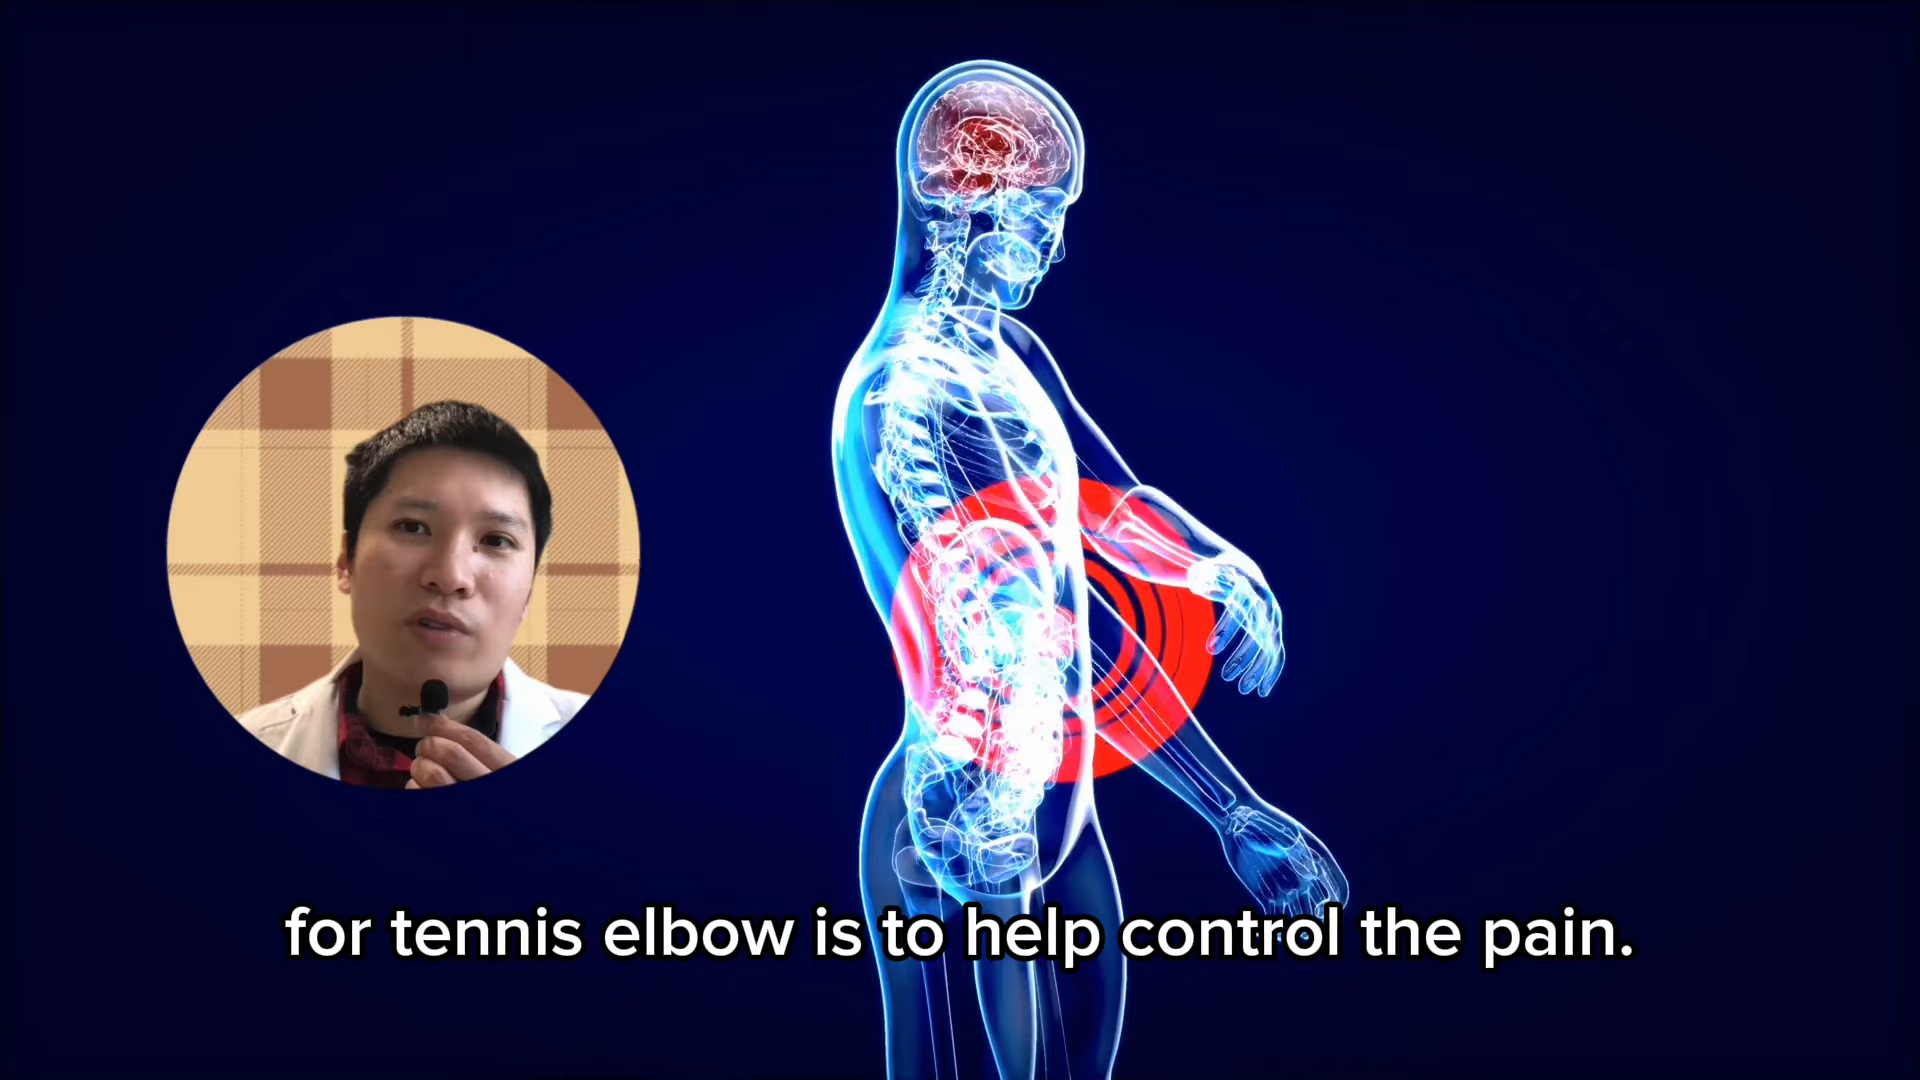 for tennis elbow is to help control the pain.